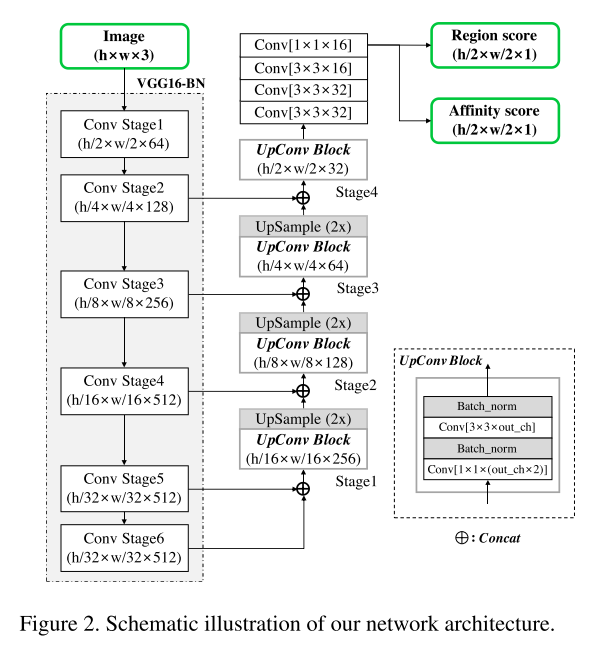 Image
(h×w×3)
VGG16-BN
Conv Stage1
(h/2×w/2×64)
Conv Stage2
(h/4×w/4×128)
Conv Stage3
(h/8×w/8×256)
Conv Stage4
(h/16×w/16×512)
Conv Stage5
(h/32×w/32×512)
Conv Stage6
(h/32×w/32×512)
Conv[1×1×16]
Conv[3×3×16]
Conv[3×3×32]
Conv[3×3×32]
UpConv Block
(h/2×w/2×32)
Stage4
UpSample (2x)
UpConv Block
(h/4×w/4×64)
Stage3
UpSample (2x)
UpConv Block
(h/8×w/8×128)
Stage2
UpSample (2x)
UpConv Block
(h/16×w/16×256)
Stage1
Region score
(h/2×w/2×1)
Affinity score
(h/2×w/2×1)
UpConv Block
Batch_norm
Conv[3×3×out_ch]
Batch_norm
Conv[1×1×(out_ch×2)]
⊕: Concat
Figure 2. Schematic illustration of our network architecture.